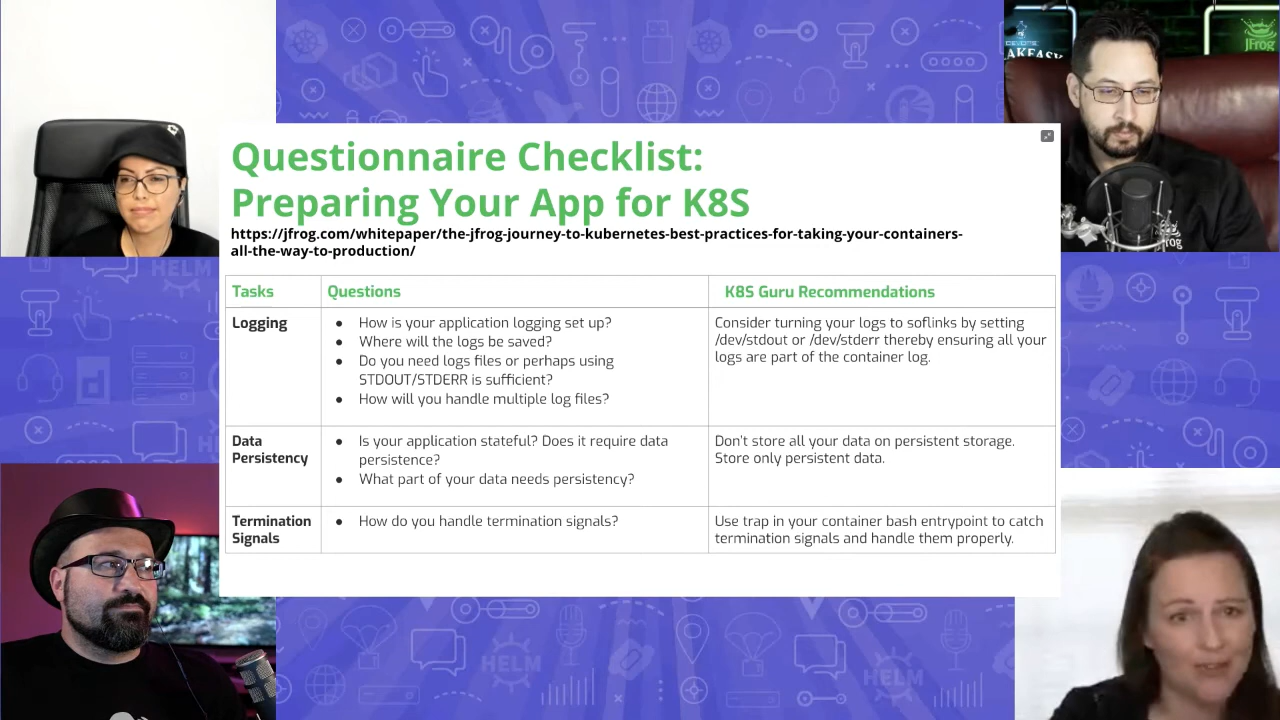 AKEASY
JFrog
Questionnaire Checklist:
Preparing Your App for K8S
https://jfrog.com/whitepaper/the-jfrog-journey-to-kubernetes-best-practices-for-taking-your-containers-
all-the-way-to-production/
Tasks
Questions
K8S Guru Recommendations
Logging
● How is your application logging set up?
● Where will the logs be saved?
● Do you need logs files or perhaps using
STDOUT/STDERR is sufficient?
● How will you handle multiple log files?
Consider turning your logs to soflinks by setting
/dev/stdout or /dev/stderr thereby ensuring all your
logs are part of the container log.
Data
Persistency
● Is your application stateful? Does it require data
persistence?
● What part of your data needs persistency?
Don't store all your data on persistent storage.
Store only persistent data.
Termination
Signals
● How do you handle termination signals?
Use trap in your container bash entrypoint to catch
termination signals and handle them properly.
HELM
HELM
HELM
HELM